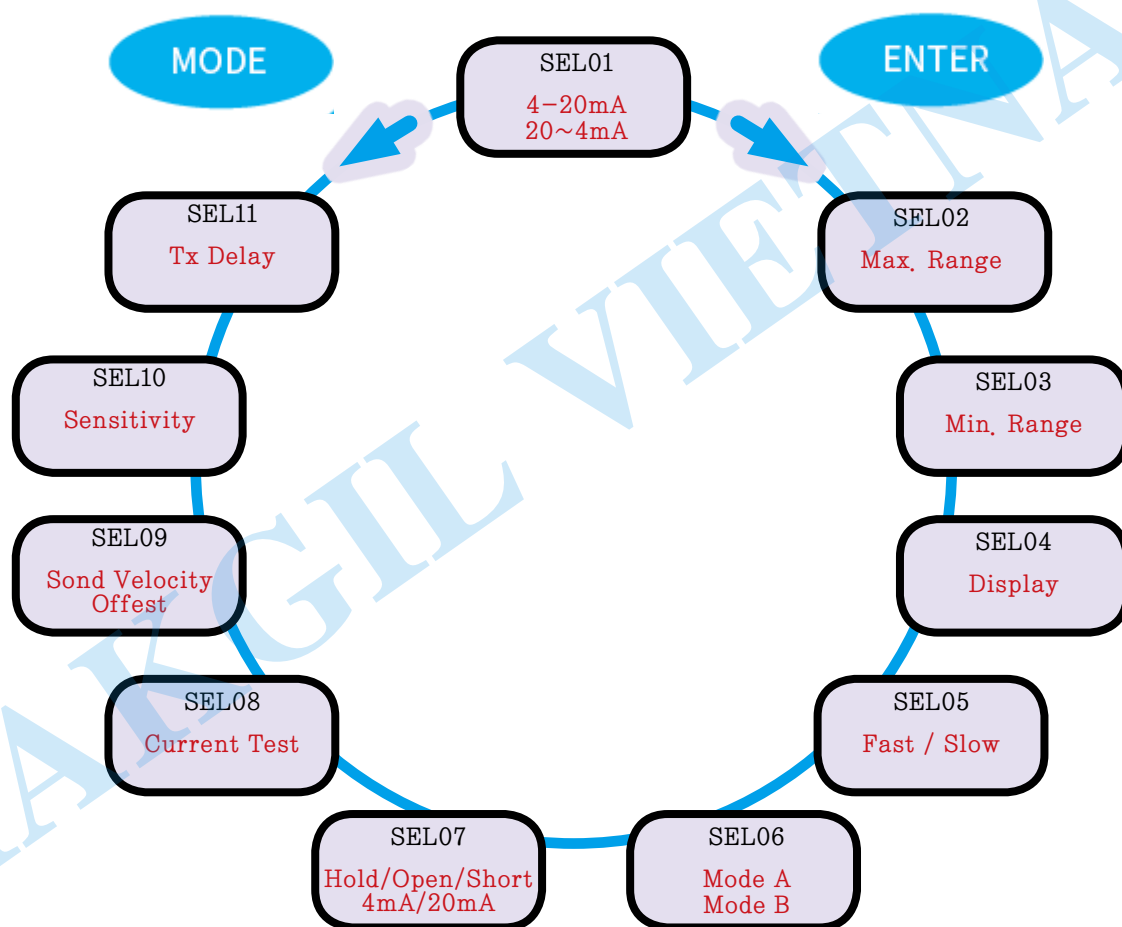 MODE
ENTER
SEL01
4-20mA
20~4mA
SEL11
Tx Delay
SEL02
Max. Range
SEL10
Sensitivity
SEL03
Min. Range
SEL09
Sond Velocity
Offest
SEL04
Display
SEL08
Current Test
SEL05
Fast / Slow
SEL07
Hold/Open/Short
4mA/20mA
SEL06
Mode A
Mode B
AKGIL VIETNA